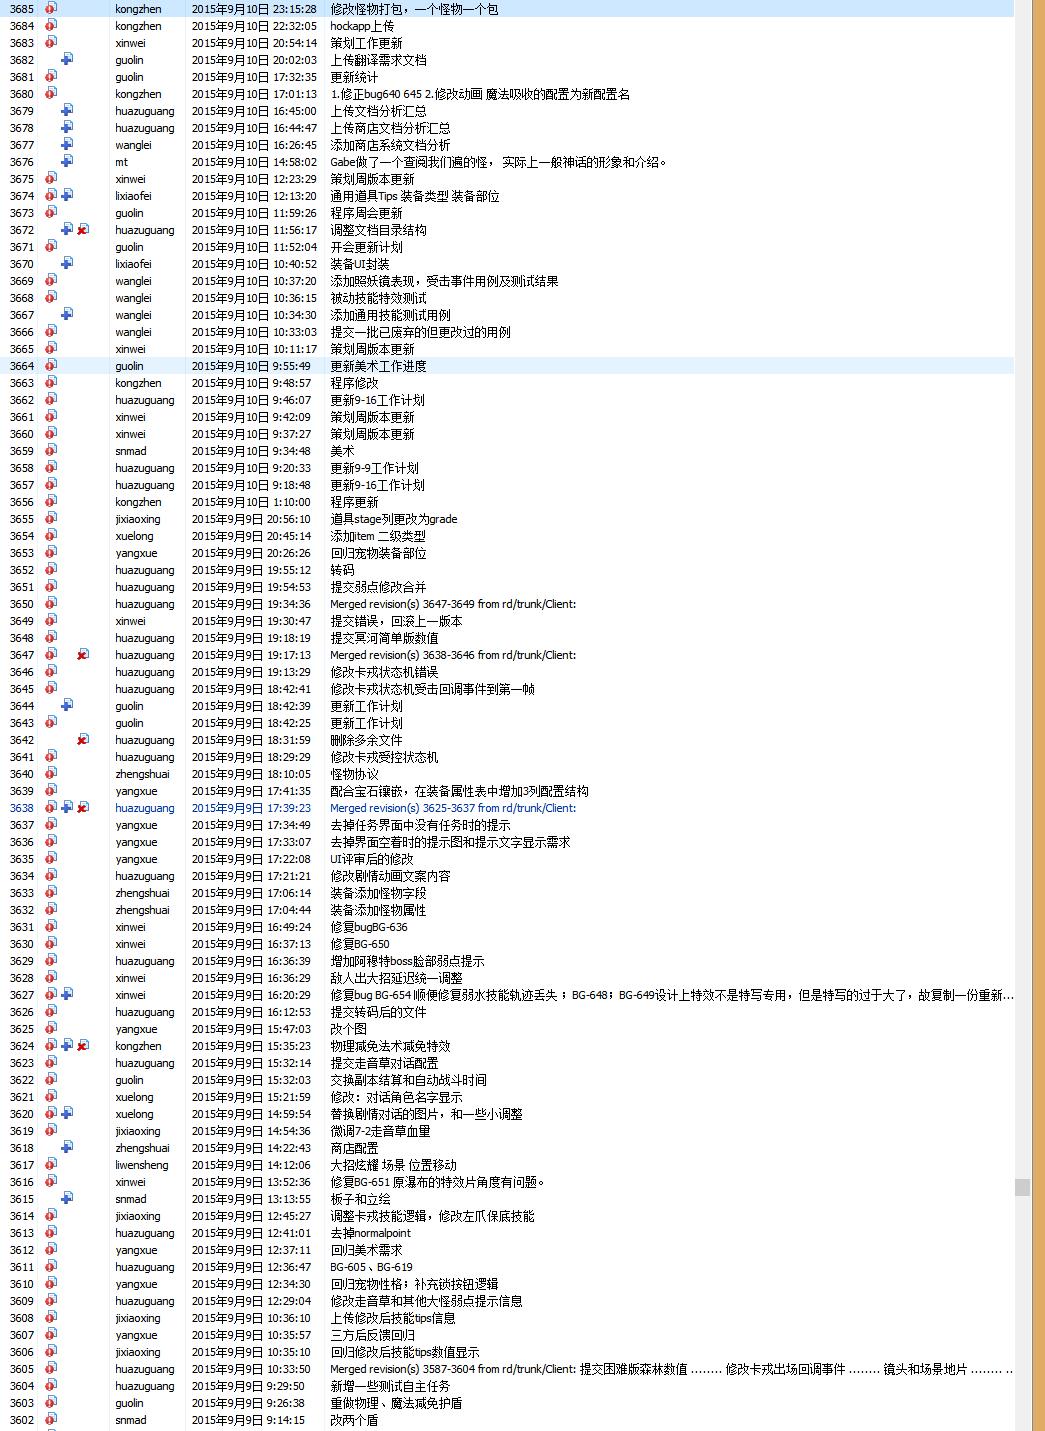 3685 kongzhen 2015年9月10日 23:15:28 修改怪物打包，一个怪物一个包
3684 kongzhen 2015年9月10日 22:32:05 hockapp上传
3683 xinwei 2015年9月10日 20:54:14 策划工作更新
3682 guolin 2015年9月10日 20:02:03 上传翻译需求文档
3681 guolin 2015年9月10日 17:32:35 更新统计
3680 kongzhen 2015年9月10日 17:01:13 1.修正bug640 645 2.修改动画 魔法吸收的配置为新配置名
3679 huazuguang 2015年9月10日 16:45:00 上传文档分析汇总
3678 huazuguang 2015年9月10日 16:44:47 上传商店文档分析汇总
3677 wanglei 2015年9月10日 16:26:45 添加商店系统文档分析
3676 mt 2015年9月10日 14:58:02 Gabe做了一个查阅我们遍的怪， 实际上一般神话的形象和介绍。
3675 xinwei 2015年9月10日 12:23:29 策划周版本更新
3674 lixiaofei 2015年9月10日 12:13:20 通用道具Tips 装备类型 装备部位
3673 guolin 2015年9月10日 11:59:26 程序周会更新
3672 huazuguang 2015年9月10日 11:56:17 调整文档目录结构
3671 guolin 2015年9月10日 11:52:04 开会更新计划
3670 lixiaofei 2015年9月10日 10:40:52 装备UI封装
3669 wanglei 2015年9月10日 10:37:20 添加照妖镜表现，受击事件用例及测试结果
3668 wanglei 2015年9月10日 10:36:15 被动技能特效测试
3667 wanglei 2015年9月10日 10:34:30 添加通用技能测试用例
3666 wanglei 2015年9月10日 10:33:03 提交一批已废弃的但更改过的用例
3665 xinwei 2015年9月10日 10:11:17 策划周版本更新
3664 guolin 2015年9月10日 9:55:49 更新美术工作进度
3663 kongzhen 2015年9月10日 9:48:57 程序修改
3662 huazuguang 2015年9月10日 9:46:07 更新9-16工作计划
3661 xinwei 2015年9月10日 9:42:09 策划周版本更新
3660 xinwei 2015年9月10日 9:37:27 策划周版本更新
3659 snmad 2015年9月10日 9:34:48 美术
3658 huazuguang 2015年9月10日 9:20:33 更新9-9工作计划
3657 huazuguang 2015年9月10日 9:18:48 更新9-16工作计划
3656 kongzhen 2015年9月10日 1:10:00 程序更新
3655 jixiaoxing 2015年9月9日 20:56:10 道具stage列更改为grade
3654 xuelong 2015年9月9日 20:45:14 添加item 二级类型
3653 yangxue 2015年9月9日 20:26:26 回归宠物装备部位
3652 huazuguang 2015年9月9日 19:55:12 转码
3651 huazuguang 2015年9月9日 19:54:53 提交弱点修改合并
3650 huazuguang 2015年9月9日 19:34:36 Merged revision(s) 3647-3649 from rd/trunk/Client:
3649 xinwei 2015年9月9日 19:30:47 提交错误，回滚上一版本
3648 huazuguang 2015年9月9日 19:18:19 提交冥河简单版数值
3647 huazuguang 2015年9月9日 19:17:13 Merged revision(s) 3638-3646 from rd/trunk/Client:
3646 huazuguang 2015年9月9日 19:13:29 修改卡戎状态机错误
3645 huazuguang 2015年9月9日 18:42:41 修改卡戎状态机受击回调事件到第一帧
3644 guolin 2015年9月9日 18:42:39 更新工作计划
3643 guolin 2015年9月9日 18:42:25 更新工作计划
3642 huazuguang 2015年9月9日 18:31:59 删除多余文件
3641 huazuguang 2015年9月9日 18:29:29 修改卡戎受控状态机
3640 zhengshuai 2015年9月9日 18:10:05 怪物协议
3639 yangxue 2015年9月9日 17:41:35 配合宝石镶嵌，在装备属性表中增加3列配置结构
3638 huazuguang 2015年9月9日 17:39:23 Merged revision(s) 3625-3637 from rd/trunk/Client:
3637 yangxue 2015年9月9日 17:34:49 去掉任务界面中没有任务时的提示
3636 yangxue 2015年9月9日 17:33:07 去掉界面空着时的提示图和提示文字显示需求
3635 yangxue 2015年9月9日 17:22:08 UI评审后的修改
3634 huazuguang 2015年9月9日 17:21:21 修改剧情动画文案内容
3633 zhengshuai 2015年9月9日 17:06:14 装备添加怪物字段
3632 zhengshuai 2015年9月9日 17:04:44 装备添加怪物属性
3631 xinwei 2015年9月9日 16:49:24 修复bugBG-636
3630 xinwei 2015年9月9日 16:37:13 修复BG-650
3629 huazuguang 2015年9月9日 16:36:39 增加阿穆特boss脸部弱点提示
3628 xinwei 2015年9月9日 16:36:29 敌人出大招延迟统一调整
3627 xinwei 2015年9月9日 16:20:29 修复bug BG-654 顺便修复弱水技能轨迹丢失 ；BG-648；BG-649设计上特效不是特写专用，但是特写的过于大了，故复制一份重新...
3626 huazuguang 2015年9月9日 16:12:53 提交转码后的文件
3625 yangxue 2015年9月9日 15:47:03 改个图
3624 kongzhen 2015年9月9日 15:35:23 物理减免法术减免特效
3623 huazuguang 2015年9月9日 15:32:14 提交走音草对话配置
3622 guolin 2015年9月9日 15:32:03 交换副本结算和自动战斗时间
3621 xuelong 2015年9月9日 15:21:59 修改：对话角色名字显示
3620 xuelong 2015年9月9日 14:59:54 替换剧情对话的图片，和一些小调整
3619 jixiaoxing 2015年9月9日 14:54:36 微调7-2走音草血量
3618 zhengshuai 2015年9月9日 14:22:43 商店配置
3617 liwensheng 2015年9月9日 14:12:06 大招炫耀 场景 位置移动
3616 xinwei 2015年9月9日 13:52:36 修复BG-651 原瀑布的特效片角度有问题。
3615 snmad 2015年9月9日 13:13:55 板子和立绘
3614 jixiaoxing 2015年9月9日 12:45:27 调整卡戎技能逻辑，修改左爪保底技能
3613 huazuguang 2015年9月9日 12:41:01 去掉normalpoint
3612 yangxue 2015年9月9日 12:37:11 回归美术需求
3611 huazuguang 2015年9月9日 12:36:47 BG-605、BG-619
3610 yangxue 2015年9月9日 12:34:30 回归宠物性格；补充锁按钮逻辑
3609 huazuguang 2015年9月9日 12:29:04 修改走音草和其他大怪弱点提示信息
3608 jixiaoxing 2015年9月9日 10:36:10 上传修改后技能tips信息
3607 yangxue 2015年9月9日 10:35:57 三方后反馈回归
3606 jixiaoxing 2015年9月9日 10:35:10 回归修改后技能tips数值显示
3605 huazuguang 2015年9月9日 10:33:50 Merged revision(s) 3587-3604 from rd/trunk/Client: 提交困难版森林数值 ........ 修改卡戎出场回调事件 ........ 镜头和场景地片 ........ ..
3604 huazuguang 2015年9月9日 9:29:50 新增一些测试自主任务
3603 guolin 2015年9月9日 9:26:38 重做物理、魔法减免护盾
3602 snmad 2015年9月9日 9:14:15 改两个盾